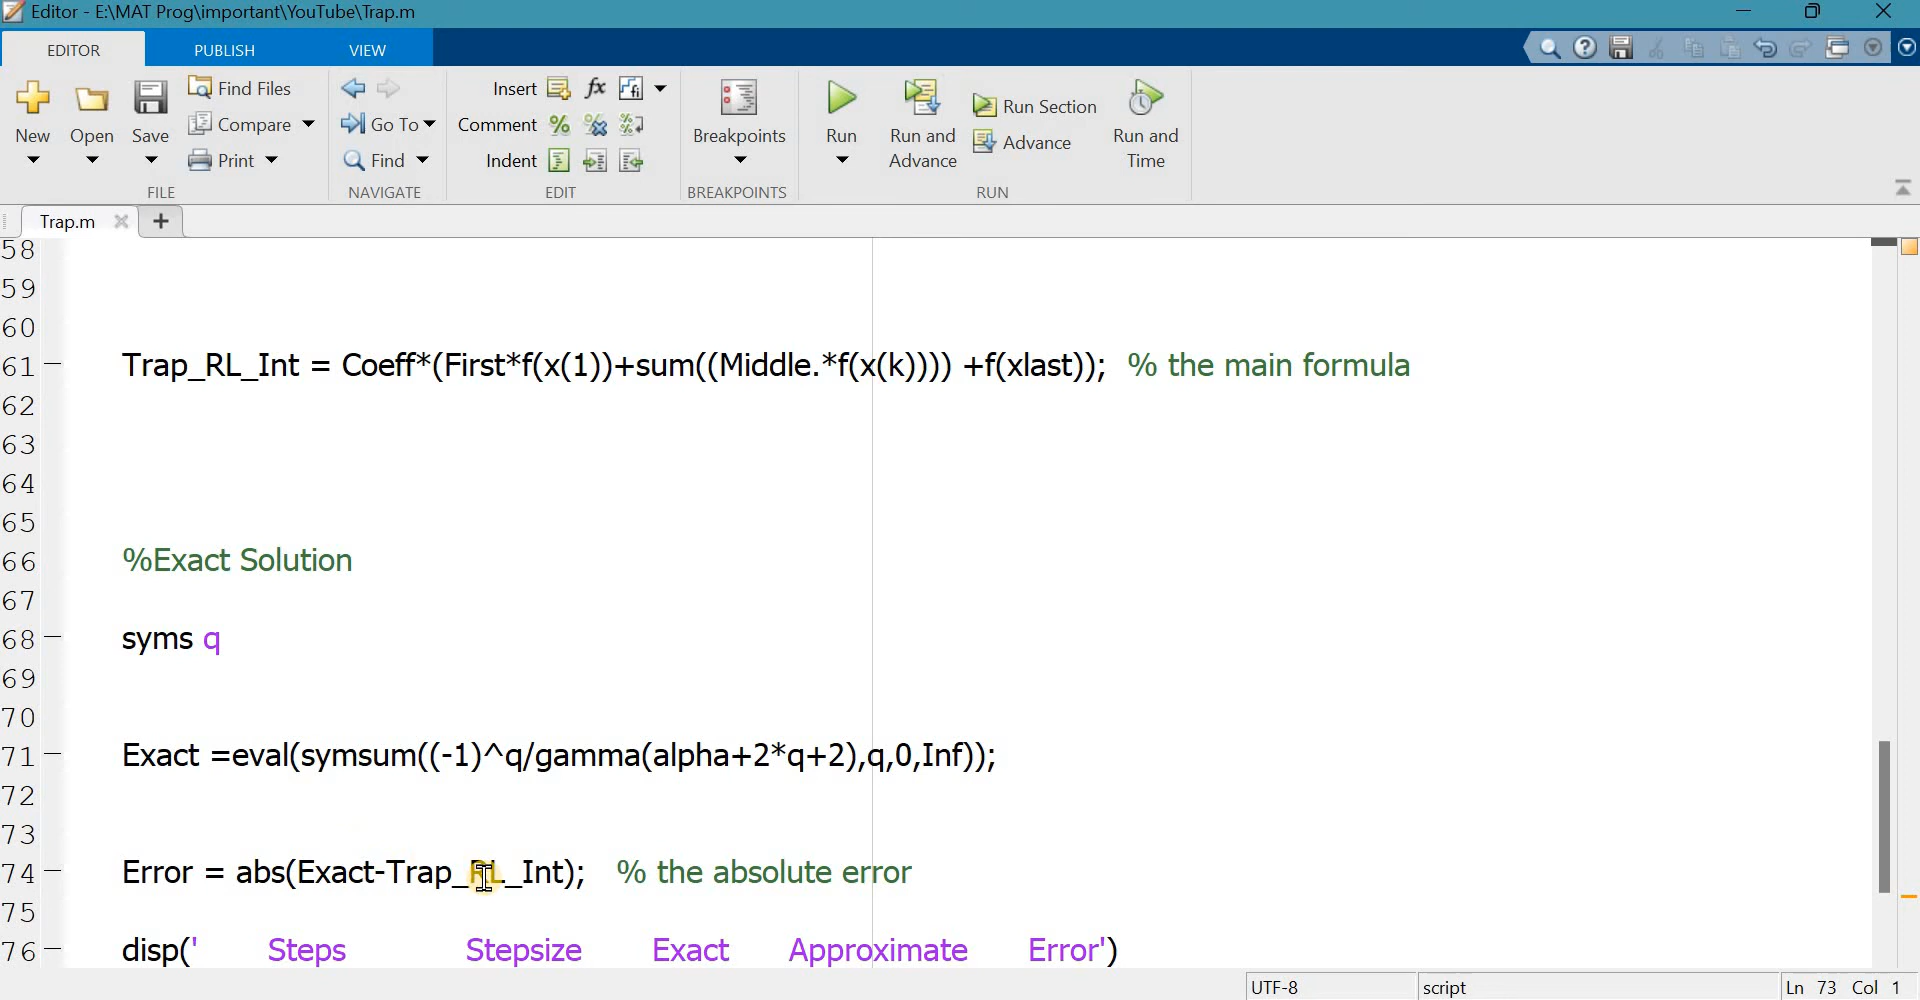 Editor - E:\MAT Prog\important\YouTube\Trap.m
EDITOR PUBLISH VIEW
New Open Save Find Files Compare Print
FILE
Go To Find
NAVIGATE
Insert fx
Comment
Indent
EDIT
Breakpoints
BREAKPOINTS
Run Run and Advance Run Section Advance Run and Time
RUN
Trap.m
58
59
60
61 Trap_RL_Int = Coeff*(First*f(x(1))+sum((Middle.*f(x(k)))) +f(xlast)); % the main formula
62
63
64
65
66 %Exact Solution
67
68 syms q
69
70
71 Exact =eval(symsum((-1)^q/gamma(alpha+2*q+2),q,0,Inf));
72
73
74 Error = abs(Exact-Trap_RL_Int); % the absolute error
75
76 disp(' Steps Stepsize Exact Approximate Error')
UTF-8 script Ln 73 Col 1